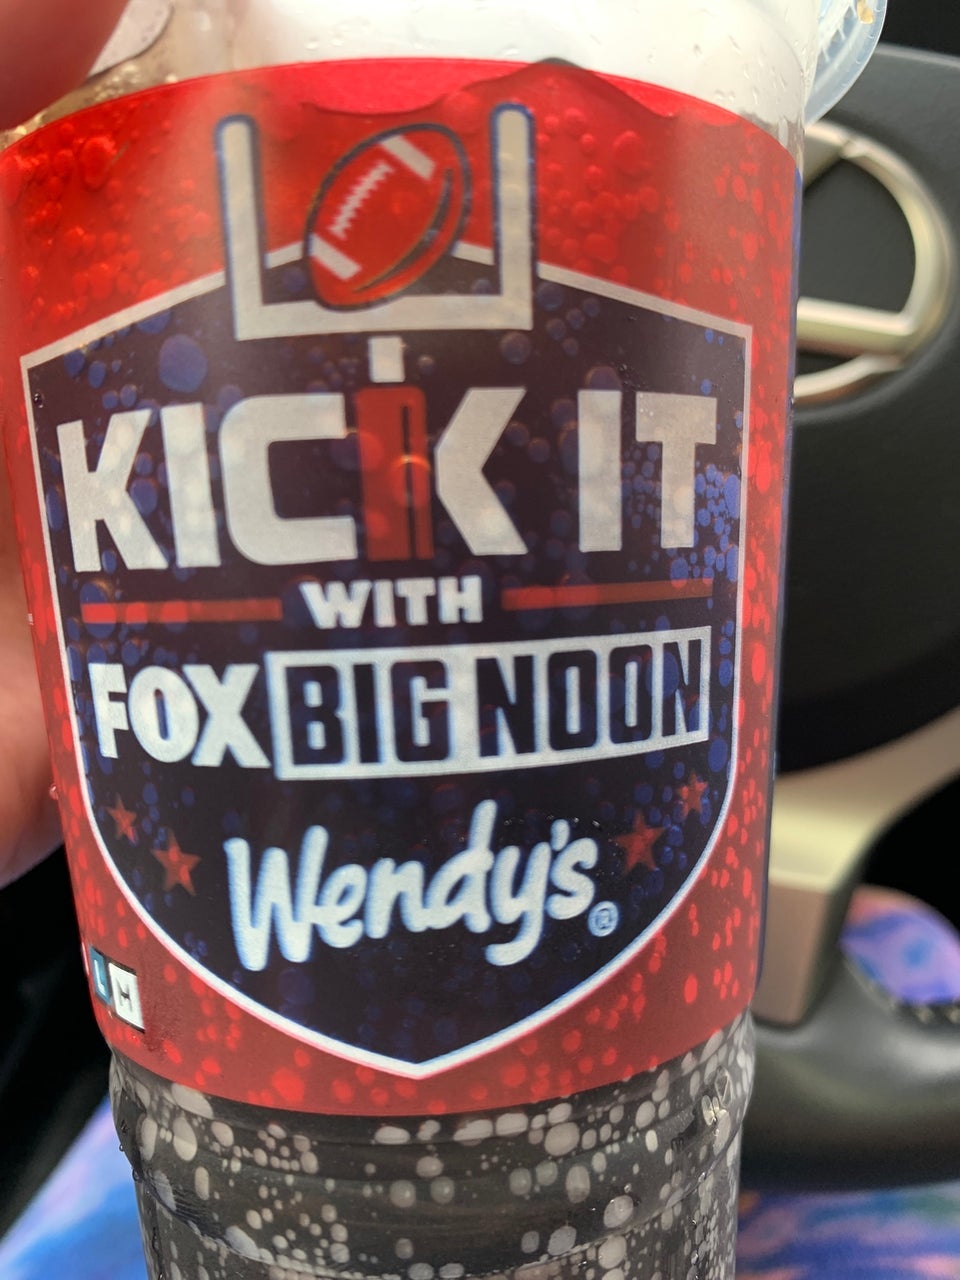 KICK IT
WITH
FOX BIG NOON
Wendy's®
L H